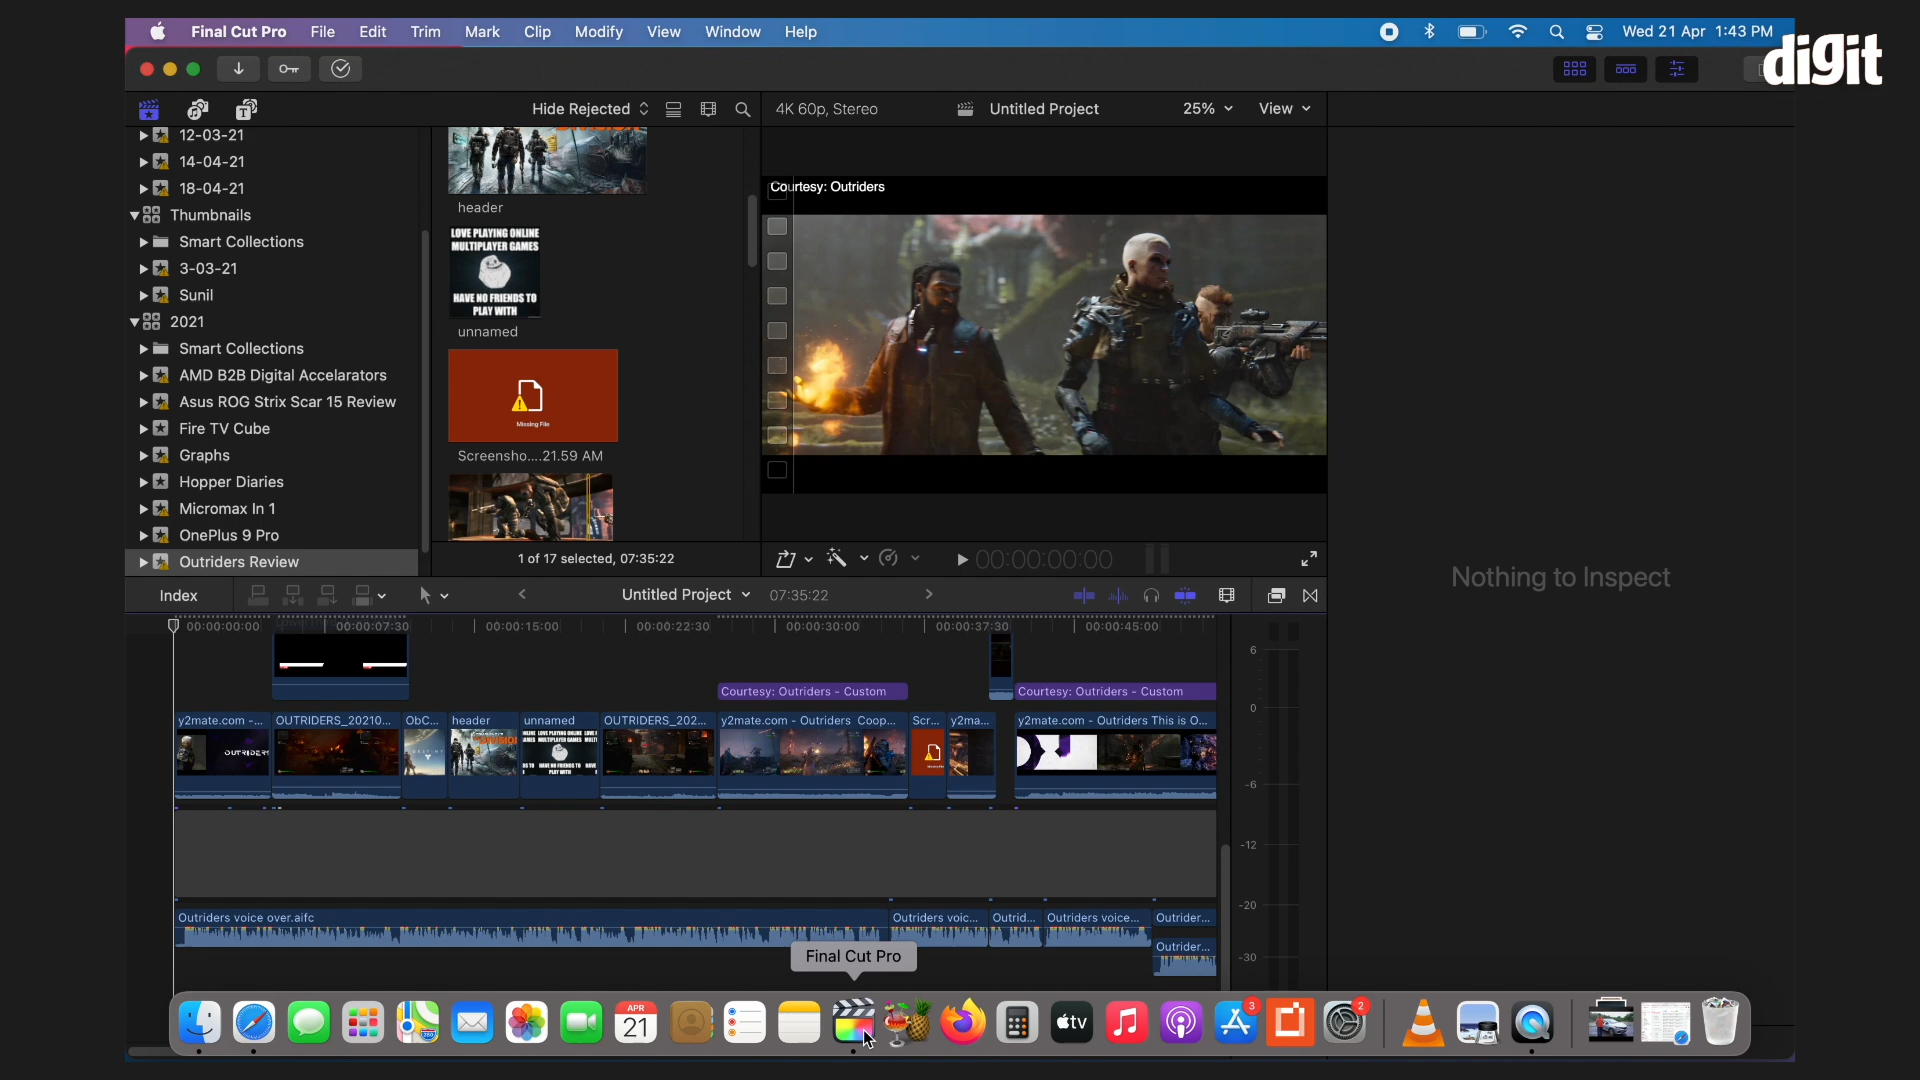 Final Cut Pro File Edit Trim Mark Clip Modify View Window Help
Wed 21 Apr 1:43 PM
digit
Hide Rejected
4K 60p, Stereo
Untitled Project
25%
View
12-03-21
14-04-21
18-04-21
Thumbnails
Smart Collections
3-03-21
Sunil
2021
Smart Collections
AMD B2B Digital Accelarators
Asus ROG Strix Scar 15 Review
Fire TV Cube
Graphs
Hopper Diaries
Micromax In 1
OnePlus 9 Pro
Outriders Review
header
LOVE PLAYING ONLINE
MULTIPLAYER GAMES
HAVE NO FRIENDS TO
PLAY WITH
unnamed
Missing File
Screensho....21.59 AM
1 of 17 selected, 07:35:22
Courtesy: Outriders
00:00:00:00
Nothing to Inspect
Index
Untitled Project
07:35:22
00:00:00:00 00:00:07:30 00:00:15:00 00:00:22:30 00:00:30:00 00:00:37:30 00:00:45:00
Courtesy: Outriders - Custom
Courtesy: Outriders - Custom
y2mate.com -... OUTRIDERS_20210... ObC... header unnamed OUTRIDERS_202... y2mate.com - Outriders Coop... Scr... y2ma... y2mate.com - Outriders This is O...
6
0
-6
-12
-20
-30
Outriders voice over.aifc Outriders voic... Outrid... Outriders voice... Outrider...
Outrider...
Final Cut Pro
APR
21
tv
3
2